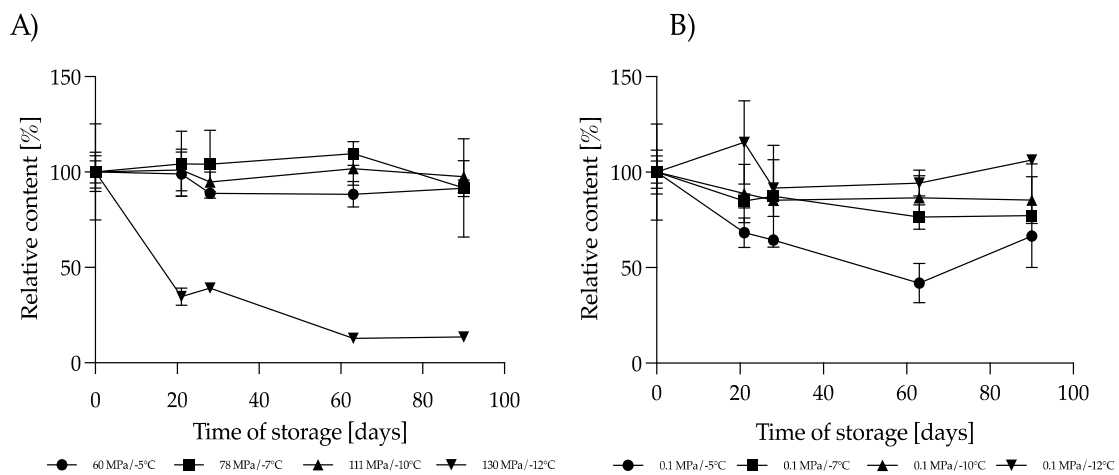 A)
B)
150
100
50
0
Relative content [%]
0 20 40 60 80 100
Time of storage [days]
60 MPa/-5°C 78 MPa/-7°C 111 MPa/-10°C 130 MPa/-12°C
150
100
50
0
Relative content [%]
0 20 40 60 80 100
Time of storage [days]
0.1 MPa/-5°C 0.1 MPa/-7°C 0.1 MPa/-10°C 0.1 MPa/-12°C